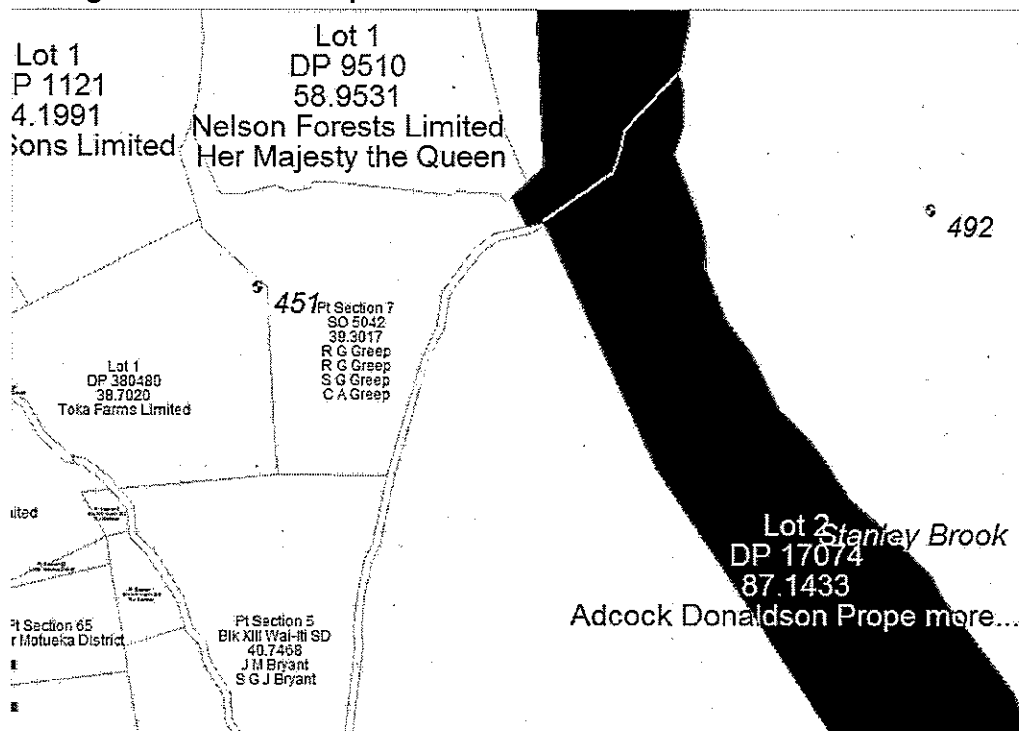 Lot 1
P 1121
4.1991
Sons Limited
Lot 1
DP 9510
58.9531
Nelson Forests Limited
Her Majesty the Queen
492
451
Pt Section 7
SO 5042
39.3017
R G Greep
R G Greep
S G Greep
C A Greep
Lot 1
DP 380480
38.7020
Toka Farms Limited
ited
Lot 2
Stanley Brook
DP 17074
87.1433
Adcock Donaldson Prope more...
Pt Section 65
r Motueka District
Pt Section 5
Blk XIII Wai-iti SD
40.7468
J M Bryant
S G J Bryant